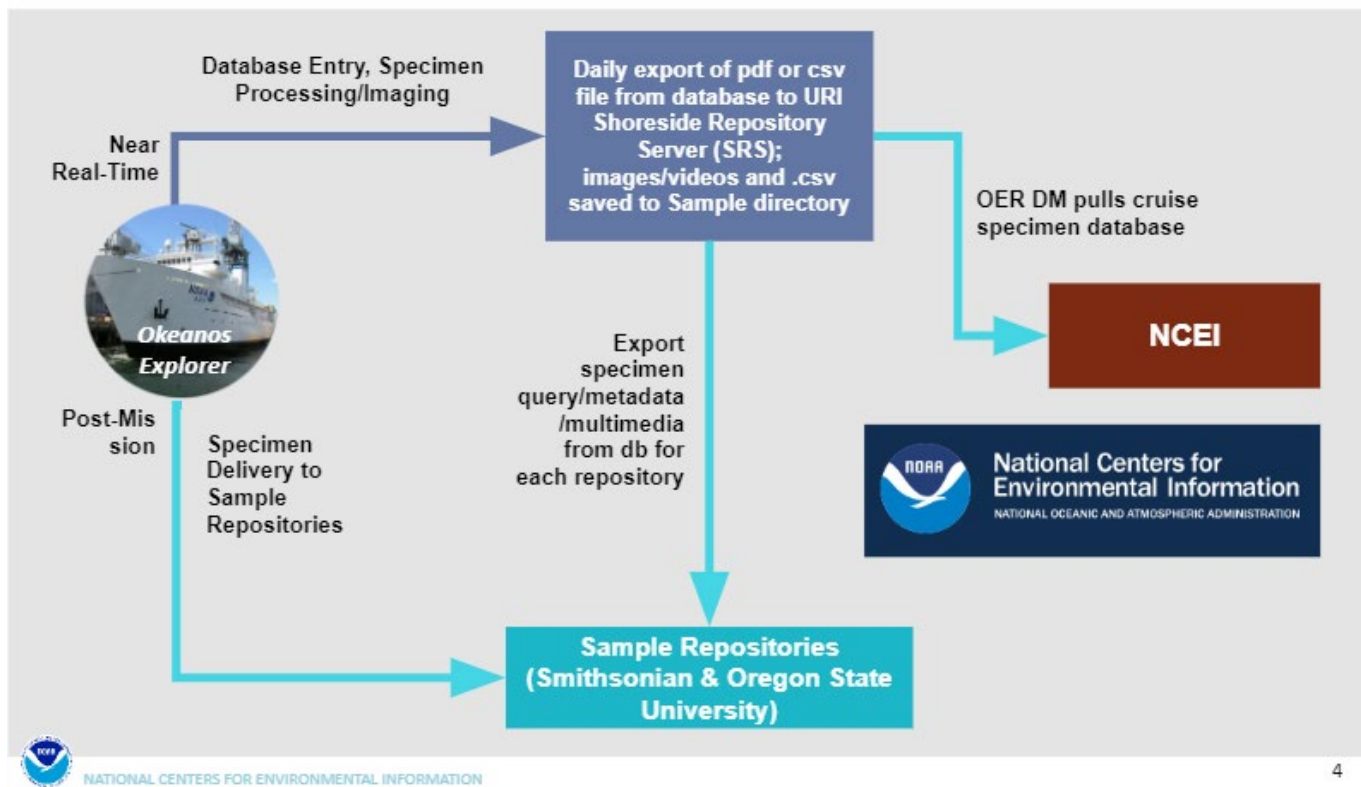 Database Entry, Specimen
Processing/Imaging
Near
Real-Time
Daily export of pdf or csv
file from database to URI
Shoreside Repository
Server (SRS);
images/videos and .csv
saved to Sample directory
OER DM pulls cruise
specimen database
NCEI
Okeanos
Explorer
Post-Mis
sion
Specimen
Delivery to
Sample
Repositories
Export
specimen
query/metadata
/multimedia
from db for
each repository
NOAA
National Centers for
Environmental Information
NATIONAL OCEANIC AND ATMOSPHERIC ADMINISTRATION
Sample Repositories
(Smithsonian & Oregon State
University)
NOAA
NATIONAL CENTERS FOR ENVIRONMENTAL INFORMATION
4